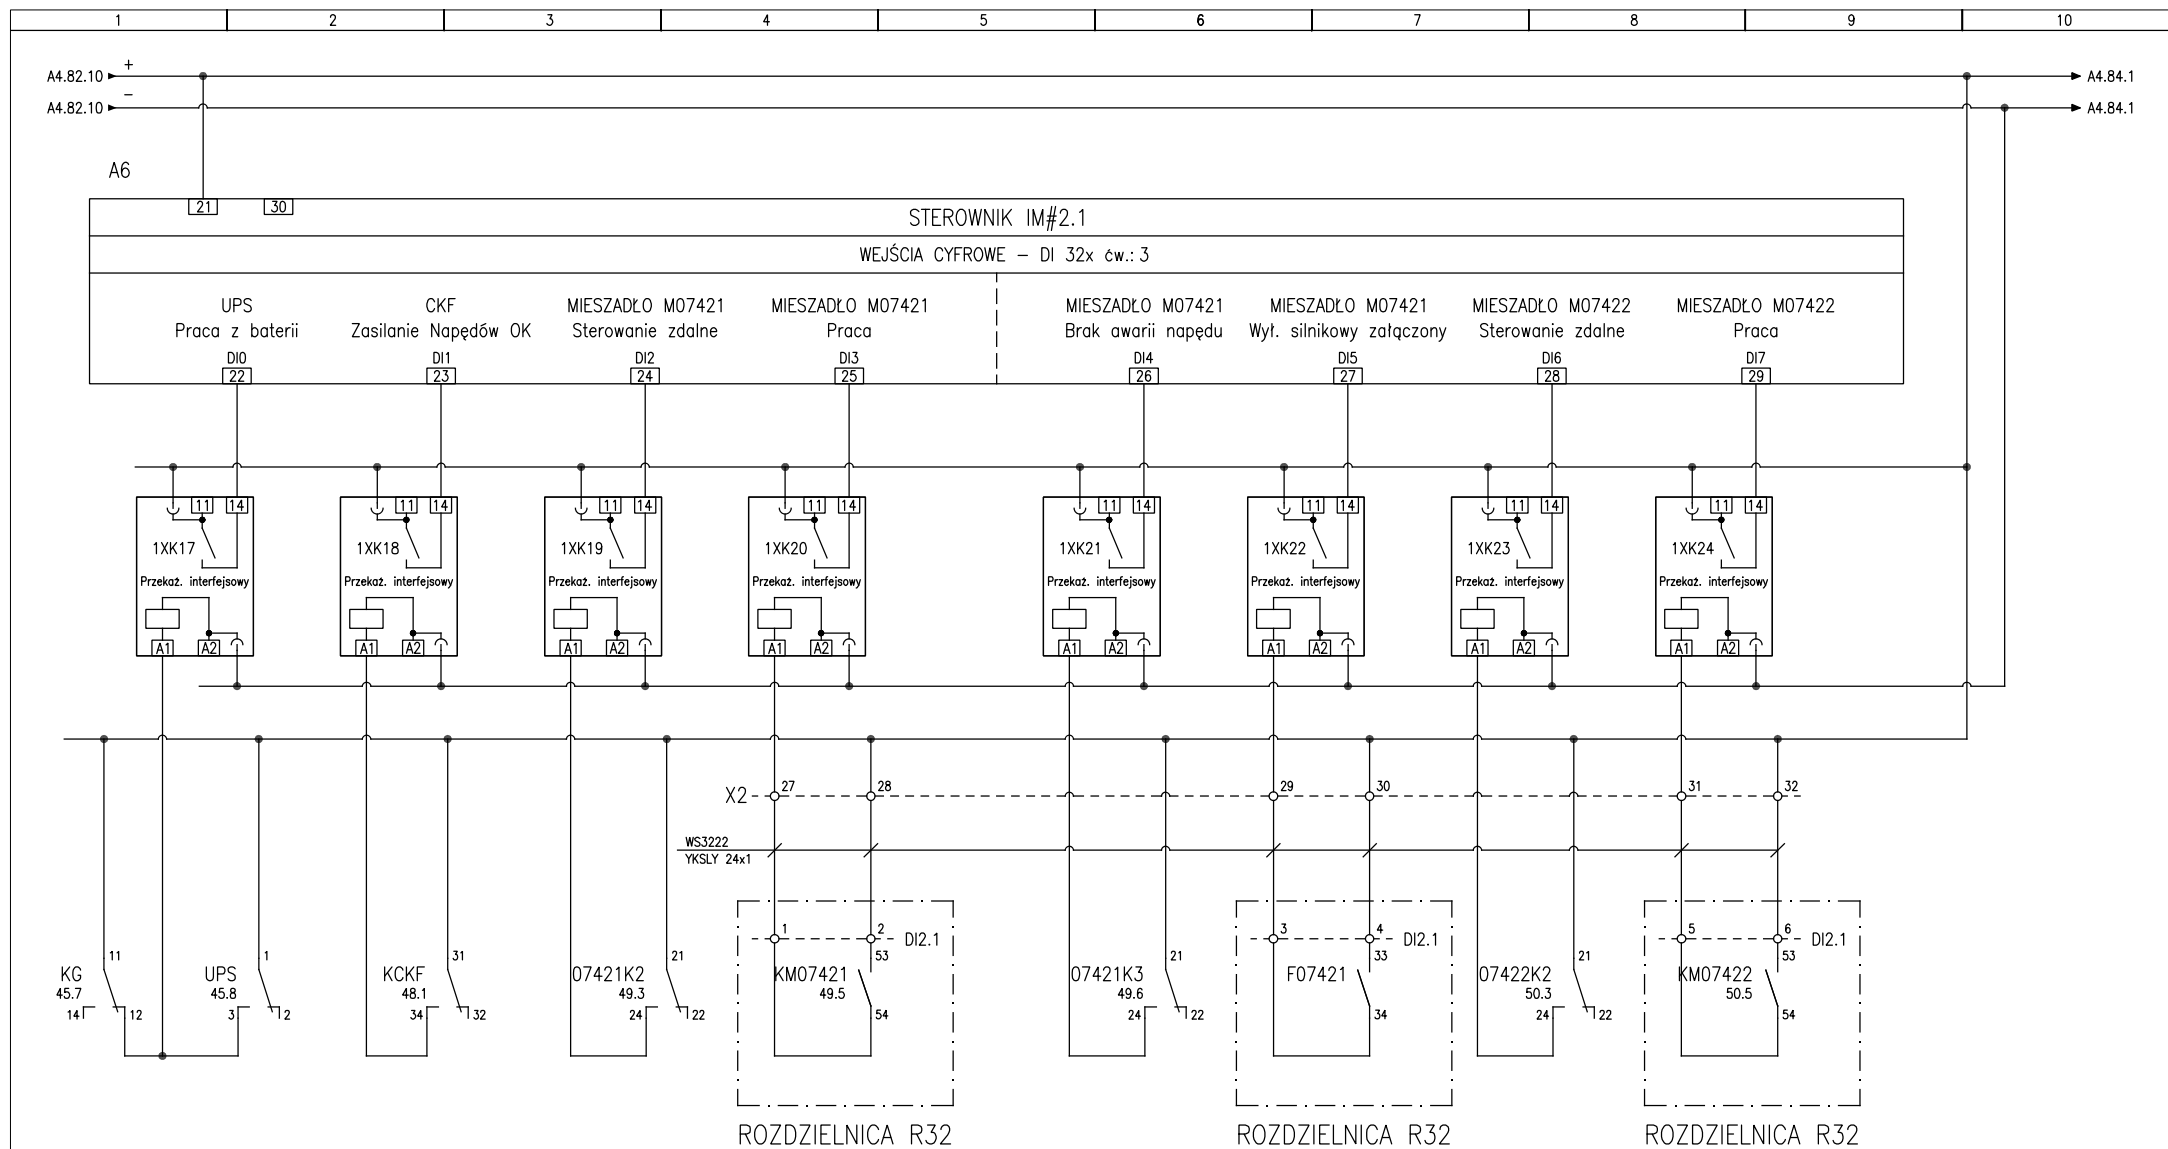 1 2 3 4 5 6 7 8 9 10
+
A4.82.10 A4.84.1
−
A4.82.10 A4.84.1
A6
21 30
STEROWNIK IM#2.1
WEJŚCIA CYFROWE – DI 32x ćw.: 3
UPS CKF MIESZADŁO M07421 MIESZADŁO M07421 MIESZADŁO M07421 MIESZADŁO M07421 MIESZADŁO M07422 MIESZADŁO M07422
Praca z baterii Zasilanie Napędów OK Sterowanie zdalne Praca Brak awarii napędu Wył. silnikowy załączony Sterowanie zdalne Praca
DI0 DI1 DI2 DI3 DI4 DI5 DI6 DI7
22 23 24 25 26 27 28 29
11 14 11 14 11 14 11 14 11 14 11 14 11 14 11 14
1XK17 1XK18 1XK19 1XK20 1XK21 1XK22 1XK23 1XK24
Przekaź. interfejsowy Przekaź. interfejsowy Przekaź. interfejsowy Przekaź. interfejsowy Przekaź. interfejsowy Przekaź. interfejsowy Przekaź. interfejsowy Przekaź. interfejsowy
A1 A2 A1 A2 A1 A2 A1 A2 A1 A2 A1 A2 A1 A2 A1 A2
X2 27 28 29 30 31 32
WS3222
YKSLY 24x1
1 2 DI2.1 3 4 DI2.1 5 6 DI2.1
11 1 31 21 53 21 33 21 53
KG UPS KCKF 07421K2 KM07421 07421K3 F07421 07422K2 KM07422
45.7 45.8 48.1 49.3 49.5 49.6 50.3 50.5
14 12 3 2 34 32 24 22 54 24 22 34 24 22 54
ROZDZIELNICA R32 ROZDZIELNICA R32 ROZDZIELNICA R32